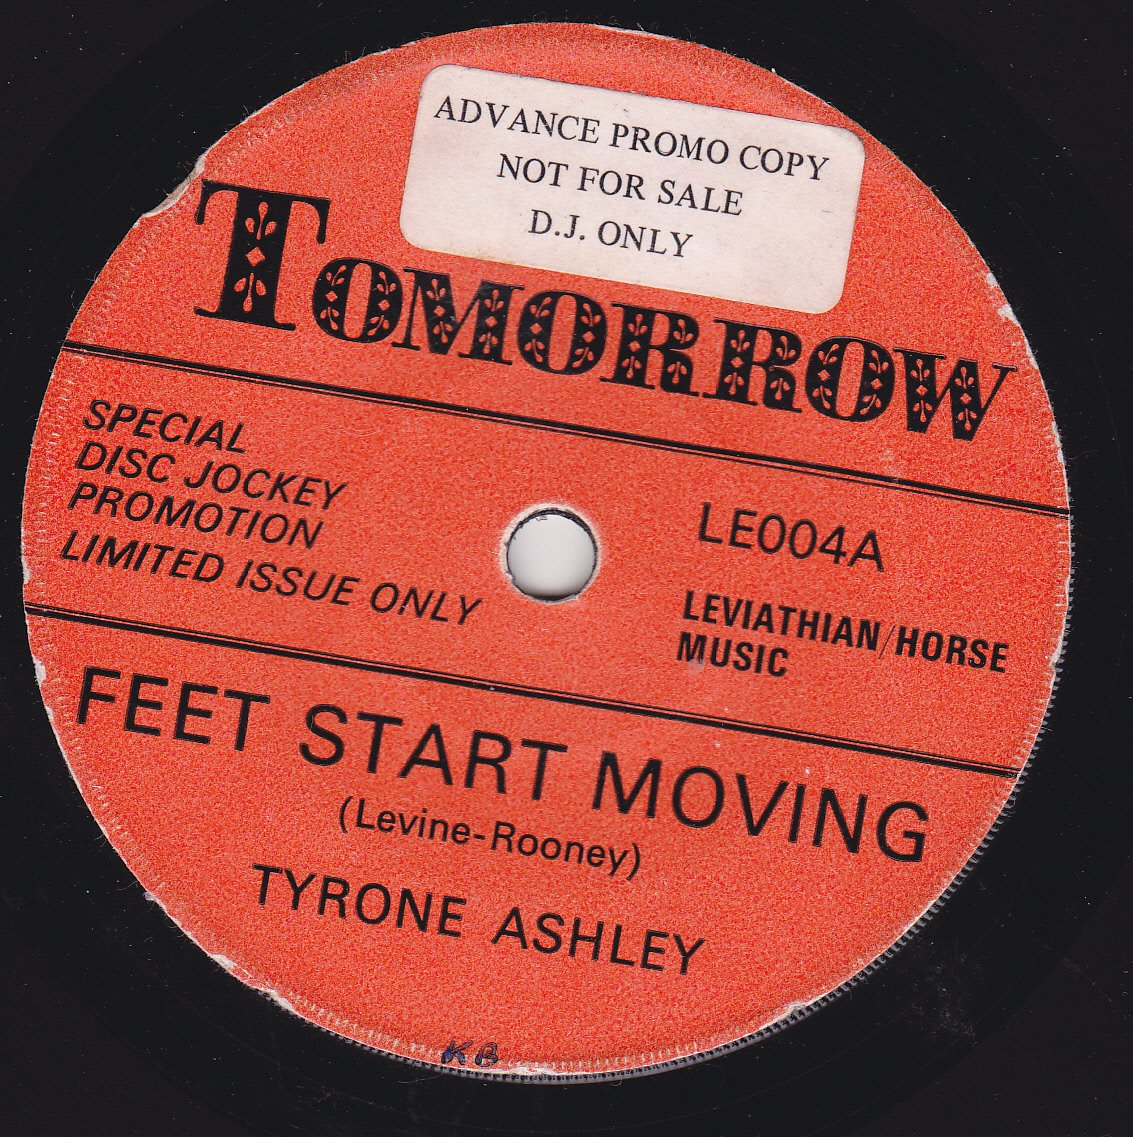 ADVANCE PROMO COPY
NOT FOR SALE
D.J. ONLY
TOMORROW
SPECIAL
DISC JOCKEY
PROMOTION
LIMITED ISSUE ONLY
LE004A
LEVIATHIAN/HORSE
MUSIC
FEET START MOVING
(Levine-Rooney)
TYRONE ASHLEY
KB